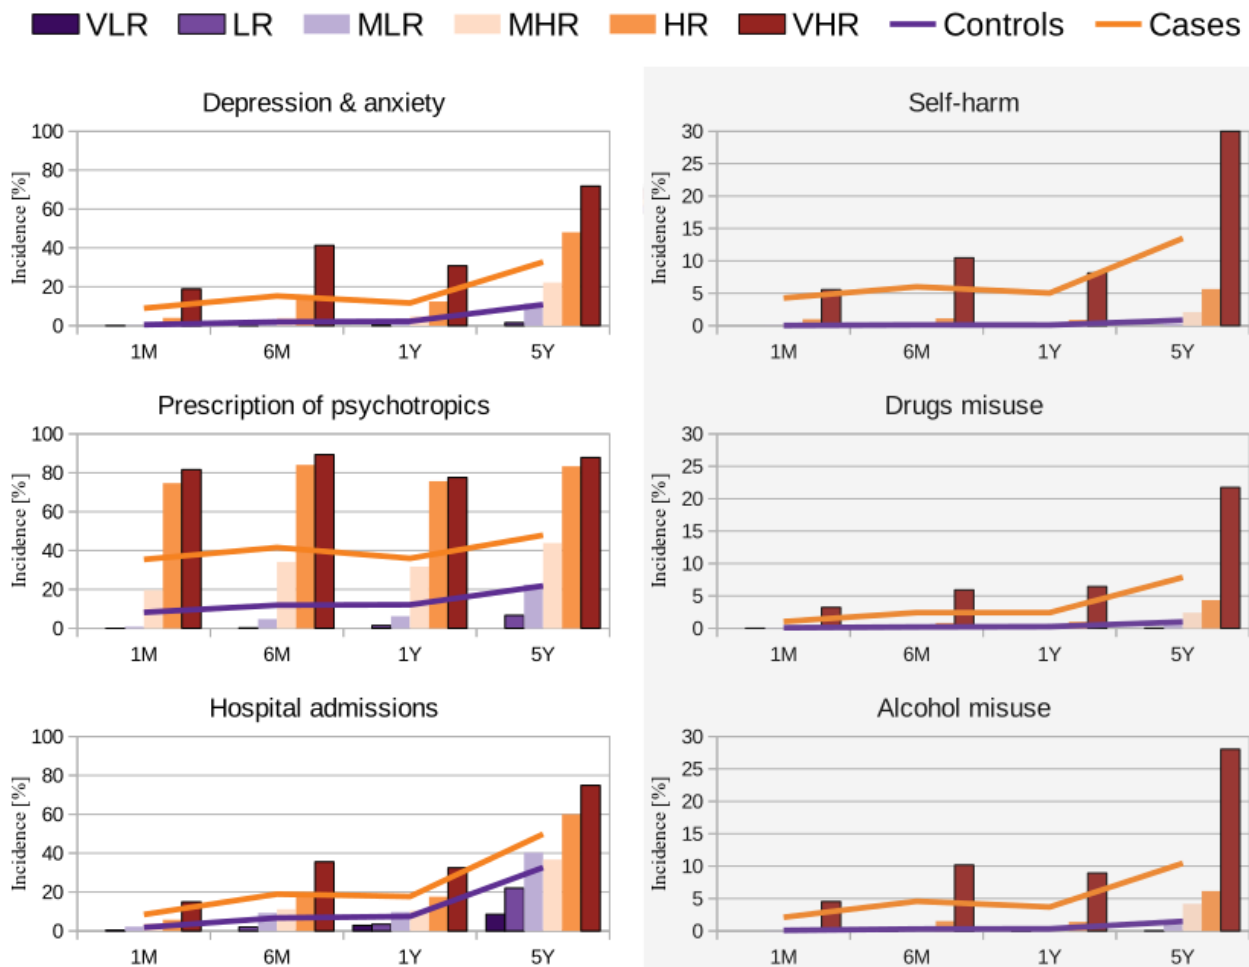 VLR LR MLR MHR HR VHR Controls Cases
Depression & anxiety
Incidence [%]
100
80
60
40
20
0
1M 6M 1Y 5Y
Self-harm
Incidence [%]
30
25
20
15
10
5
0
1M 6M 1Y 5Y
Prescription of psychotropics
Incidence [%]
100
80
60
40
20
0
1M 6M 1Y 5Y
Drugs misuse
Incidence [%]
30
25
20
15
10
5
0
1M 6M 1Y 5Y
Hospital admissions
Incidence [%]
100
80
60
40
20
0
1M 6M 1Y 5Y
Alcohol misuse
Incidence [%]
30
25
20
15
10
5
0
1M 6M 1Y 5Y